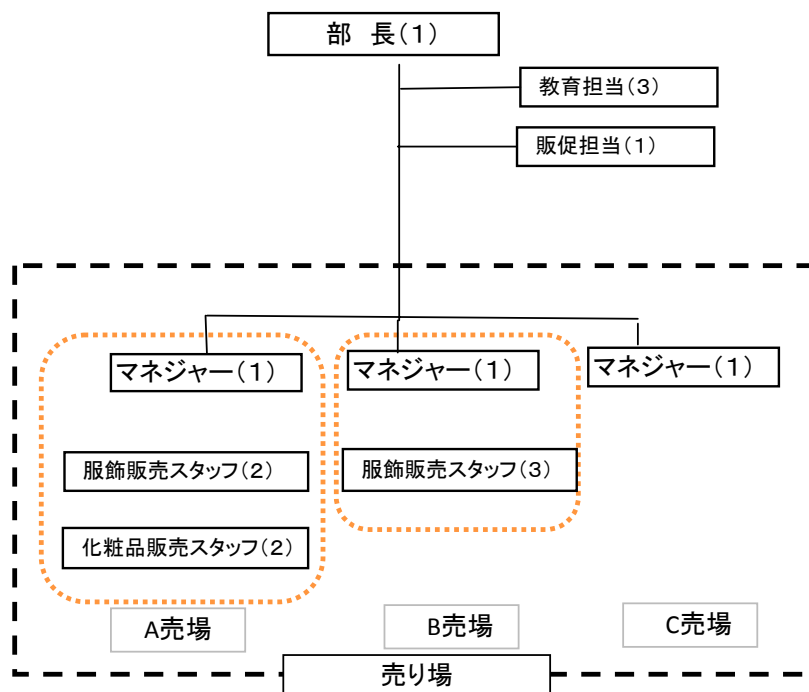 部　長(１)
教育担当(３)
販促担当(１)
マネジャー(１)
マネジャー(１)
マネジャー(１)
服飾販売スタッフ(２)
服飾販売スタッフ(３)
化粧品販売スタッフ(２)
A売場
B売場
C売場
売り場